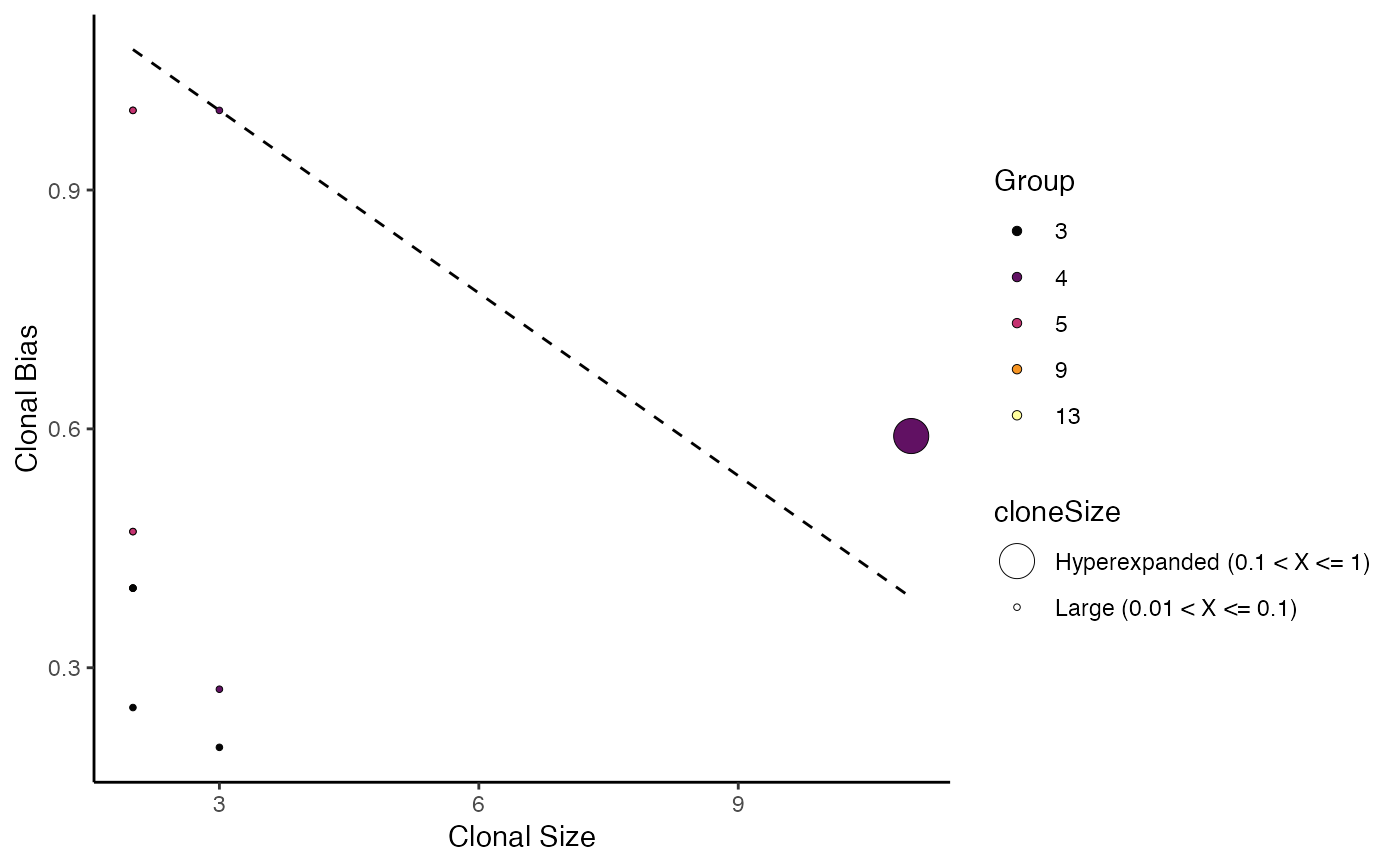 Clonal Bias
0.9
0.6
0.3
3
6
9
Clonal Size
Group
3
4
5
9
13
cloneSize
Hyperexpanded (0.1 < X <= 1)
Large (0.01 < X <= 0.1)